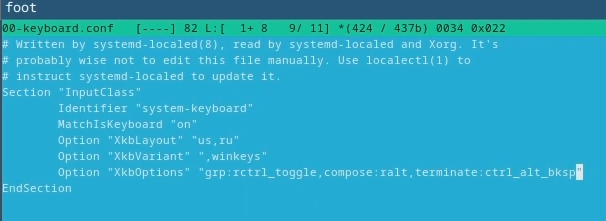 foot
00-keyboard.conf   [----] 82 L:[  1+ 8   9/ 11] *(424 / 437b) 0034 0x022
# Written by systemd-localed(8), read by systemd-localed and Xorg. It's
# probably wise not to edit this file manually. Use localectl(1) to
# instruct systemd-localed to update it.
Section "InputClass"
        Identifier "system-keyboard"
        MatchIsKeyboard "on"
        Option "XkbLayout" "us,ru"
        Option "XkbVariant" ",winkeys"
        Option "XkbOptions" "grp:rctrl_toggle,compose:ralt,terminate:ctrl_alt_bksp"
EndSection